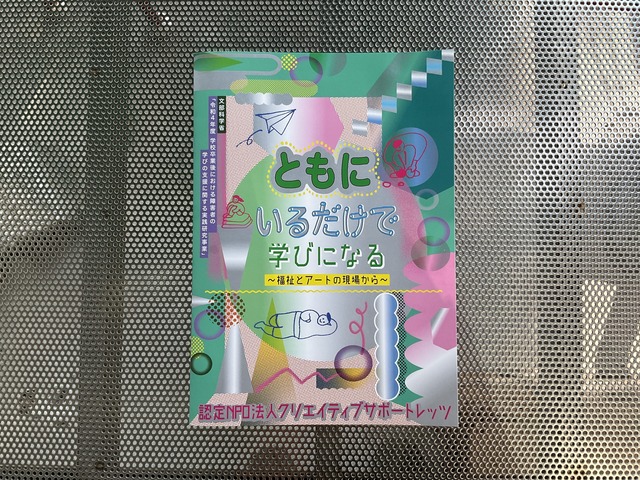 文部科学省
「令和4年度 学校卒業後における障害者の
学びの支援に関する実践研究事業」
ともに
いるだけで
学びになる
～福祉とアートの現場から～
認定NPO法人クリエイティブサポートレッツ